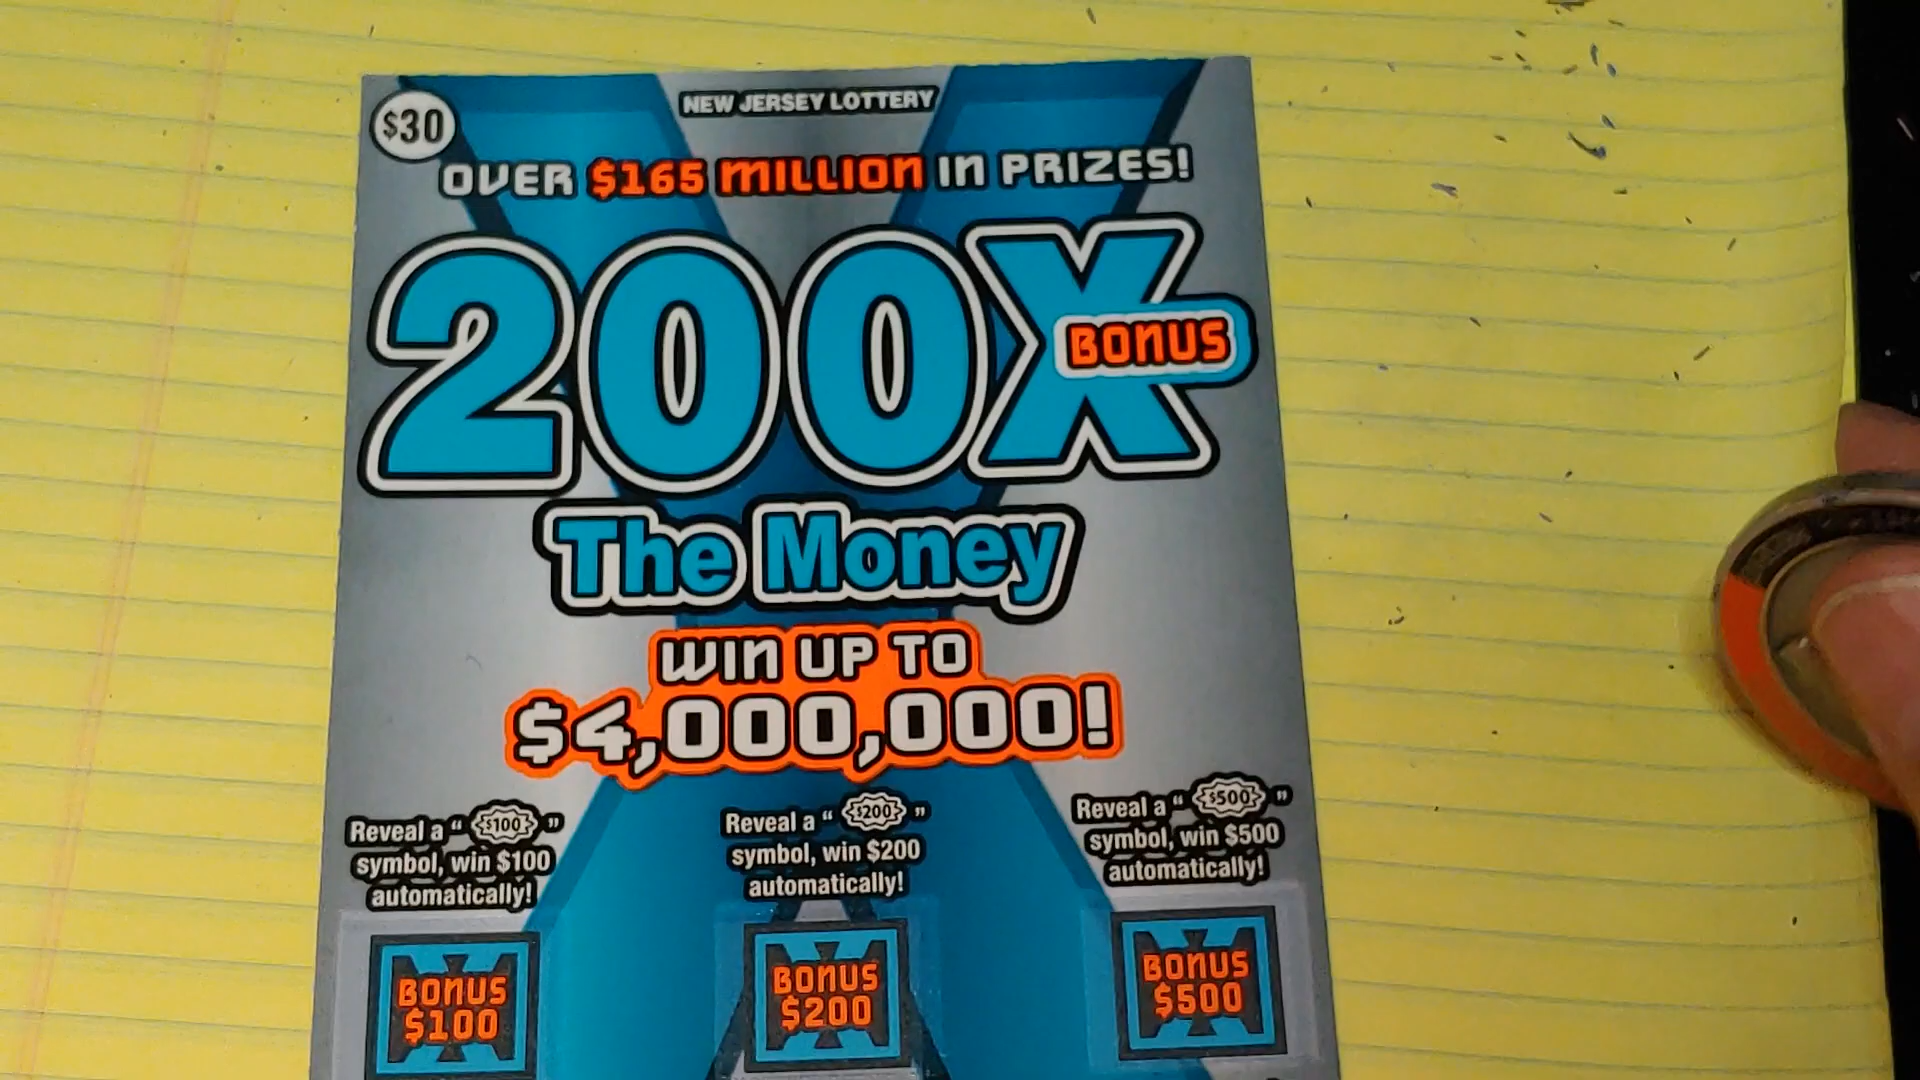 $30
NEW JERSEY LOTTERY
OVER $165 MILLION IN PRIZES!
200X
BONUS
The Money
WIN UP TO
$4,000,000!
Reveal a " $100 "
symbol, win $100
automatically!
Reveal a " $200 "
symbol, win $200
automatically!
Reveal a " $500 "
symbol, win $500
automatically!
BONUS
$100
BONUS
$200
BONUS
$500